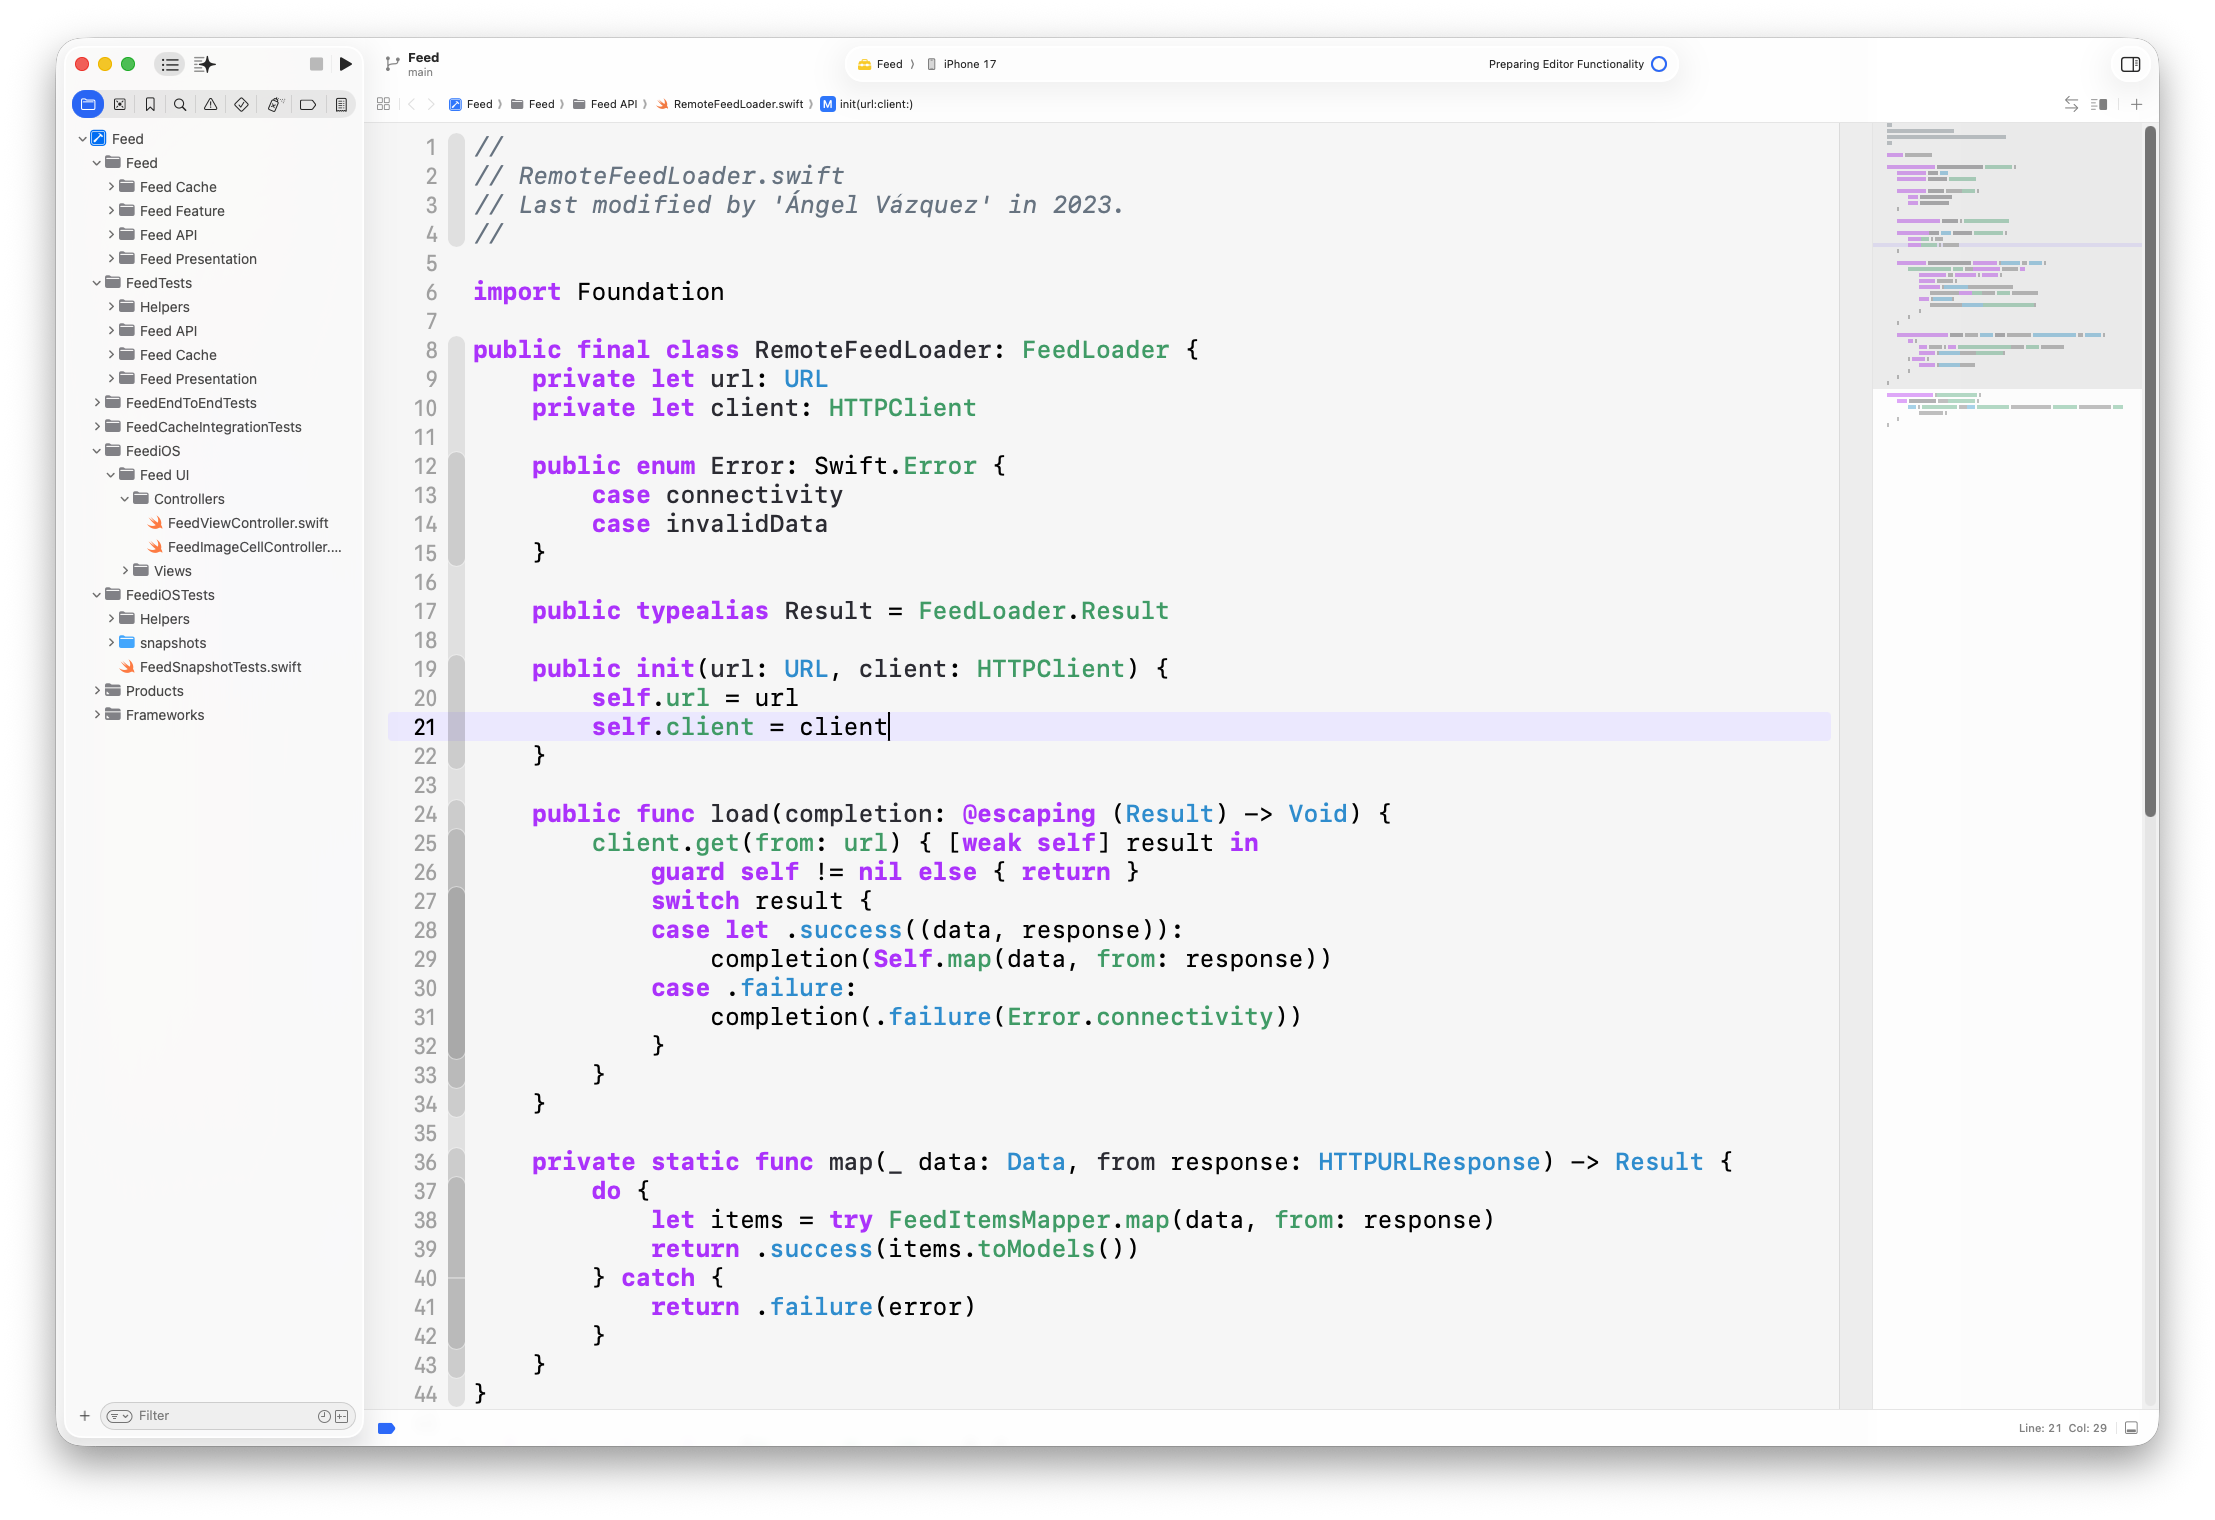 Feed
main
Feed
iPhone 17
Preparing Editor Functionality
Feed
Feed
Feed API
RemoteFeedLoader.swift
M
init(url:client:)
Feed
Feed
Feed Cache
Feed Feature
Feed API
Feed Presentation
FeedTests
Helpers
Feed API
Feed Cache
Feed Presentation
FeedEndToEndTests
FeedCacheIntegrationTests
FeediOS
Feed UI
Controllers
FeedViewController.swift
FeedImageCellController....
Views
FeediOSTests
Helpers
snapshots
FeedSnapshotTests.swift
Products
Frameworks
Filter
1 //
2 // RemoteFeedLoader.swift
3 // Last modified by 'Ángel Vázquez' in 2023.
4 //
5
6 import Foundation
7
8 public final class RemoteFeedLoader: FeedLoader {
9     private let url: URL
10     private let client: HTTPClient
11
12     public enum Error: Swift.Error {
13         case connectivity
14         case invalidData
15     }
16
17     public typealias Result = FeedLoader.Result
18
19     public init(url: URL, client: HTTPClient) {
20         self.url = url
21         self.client = client
22     }
23
24     public func load(completion: @escaping (Result) -> Void) {
25         client.get(from: url) { [weak self] result in
26             guard self != nil else { return }
27             switch result {
28             case let .success((data, response)):
29                 completion(Self.map(data, from: response))
30             case .failure:
31                 completion(.failure(Error.connectivity))
32             }
33         }
34     }
35
36     private static func map(_ data: Data, from response: HTTPURLResponse) -> Result {
37         do {
38             let items = try FeedItemsMapper.map(data, from: response)
39             return .success(items.toModels())
40         } catch {
41             return .failure(error)
42         }
43     }
44 }
Line: 21 Col: 29